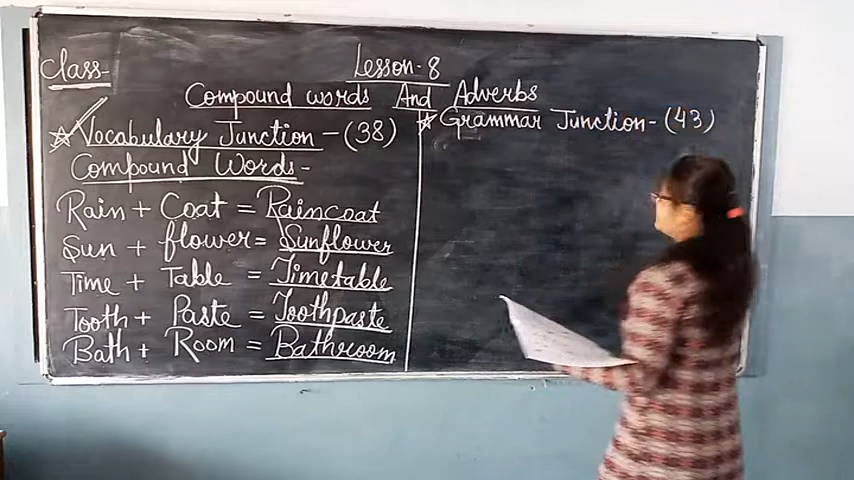 Class-
Lesson-8
Compound words And Adverbs
Vocabulary Junction-(38)
Compound Words-
Rain + Coat = Raincoat
Sun + flower= Sunflower
Time + Table = Timetable
Tooth + Paste = Toothpaste
Bath + Room = Bathroom
Grammar Junction-(43)